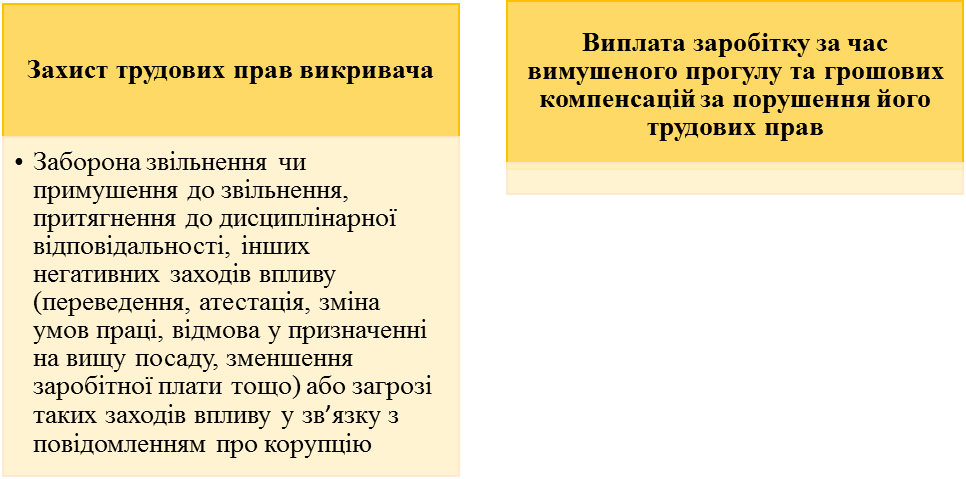 Захист трудових прав викривача
• Заборона звільнення чи
примушення до звільнення,
притягнення до дисциплінарної
відповідальності, інших
негативних заходів впливу
(переведення, атестація, зміна
умов праці, відмова у призначенні
на вищу посаду, зменшення
заробітної плати тощо) або загрозі
таких заходів впливу у зв′язку з
повідомленням про корупцію
Виплата заробітку за час
вимушеного прогулу та грошових
компенсацій за порушення його
трудових прав